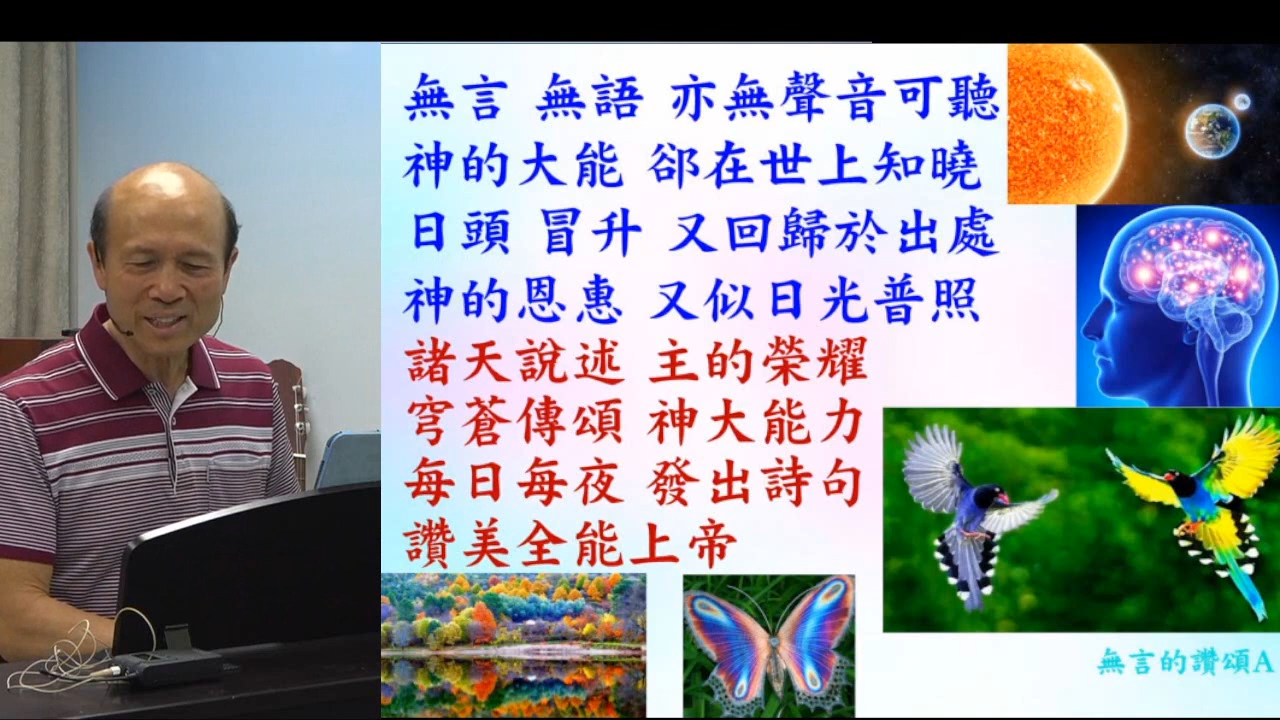 無言 無語 亦無聲音可聽
神的大能 郤在世上知曉
日頭 冒升 又回歸於出處
神的恩惠 又似日光普照
諸天說述 主的榮耀
穹蒼傳頌 神大能力
每日每夜 發出詩句
讚美全能上帝
無言的讚頌A